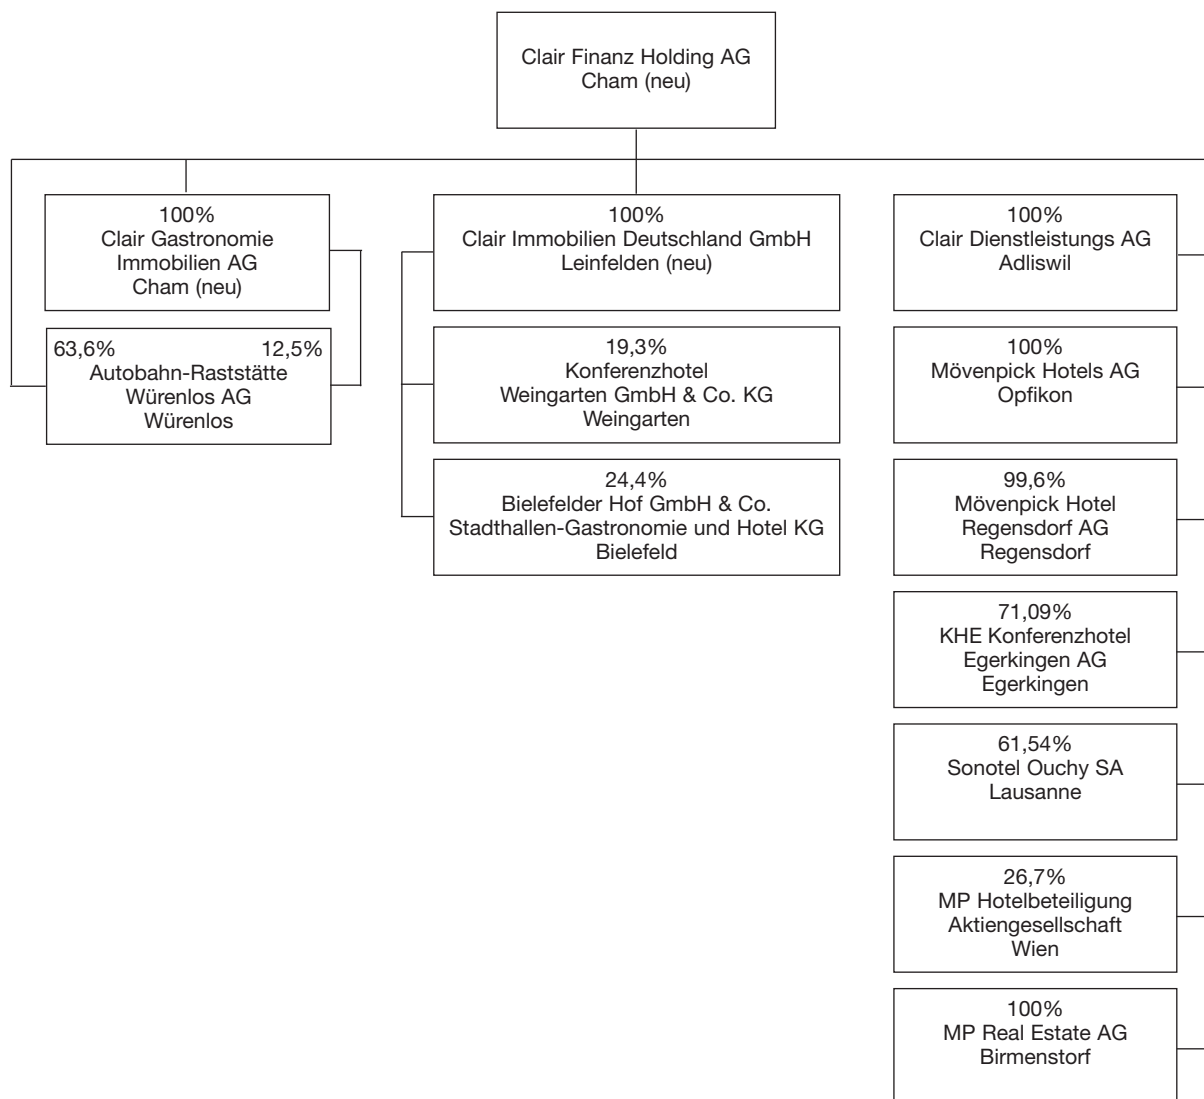 Clair Finanz Holding AG
Cham (neu)
100%
Clair Gastronomie
Immobilien AG
Cham (neu)
63,6% 12,5%
Autobahn-Raststätte
Würenlos AG
Würenlos
100%
Clair Immobilien Deutschland GmbH
Leinfelden (neu)
19,3%
Konferenzhotel
Weingarten GmbH & Co. KG
Weingarten
24,4%
Bielefelder Hof GmbH & Co.
Stadthallen-Gastronomie und Hotel KG
Bielefeld
100%
Clair Dienstleistungs AG
Adliswil
100%
Mövenpick Hotels AG
Opfikon
99,6%
Mövenpick Hotel
Regensdorf AG
Regensdorf
71,09%
KHE Konferenzhotel
Egerkingen AG
Egerkingen
61,54%
Sonotel Ouchy SA
Lausanne
26,7%
MP Hotelbeteiligung
Aktiengesellschaft
Wien
100%
MP Real Estate AG
Birmenstorf